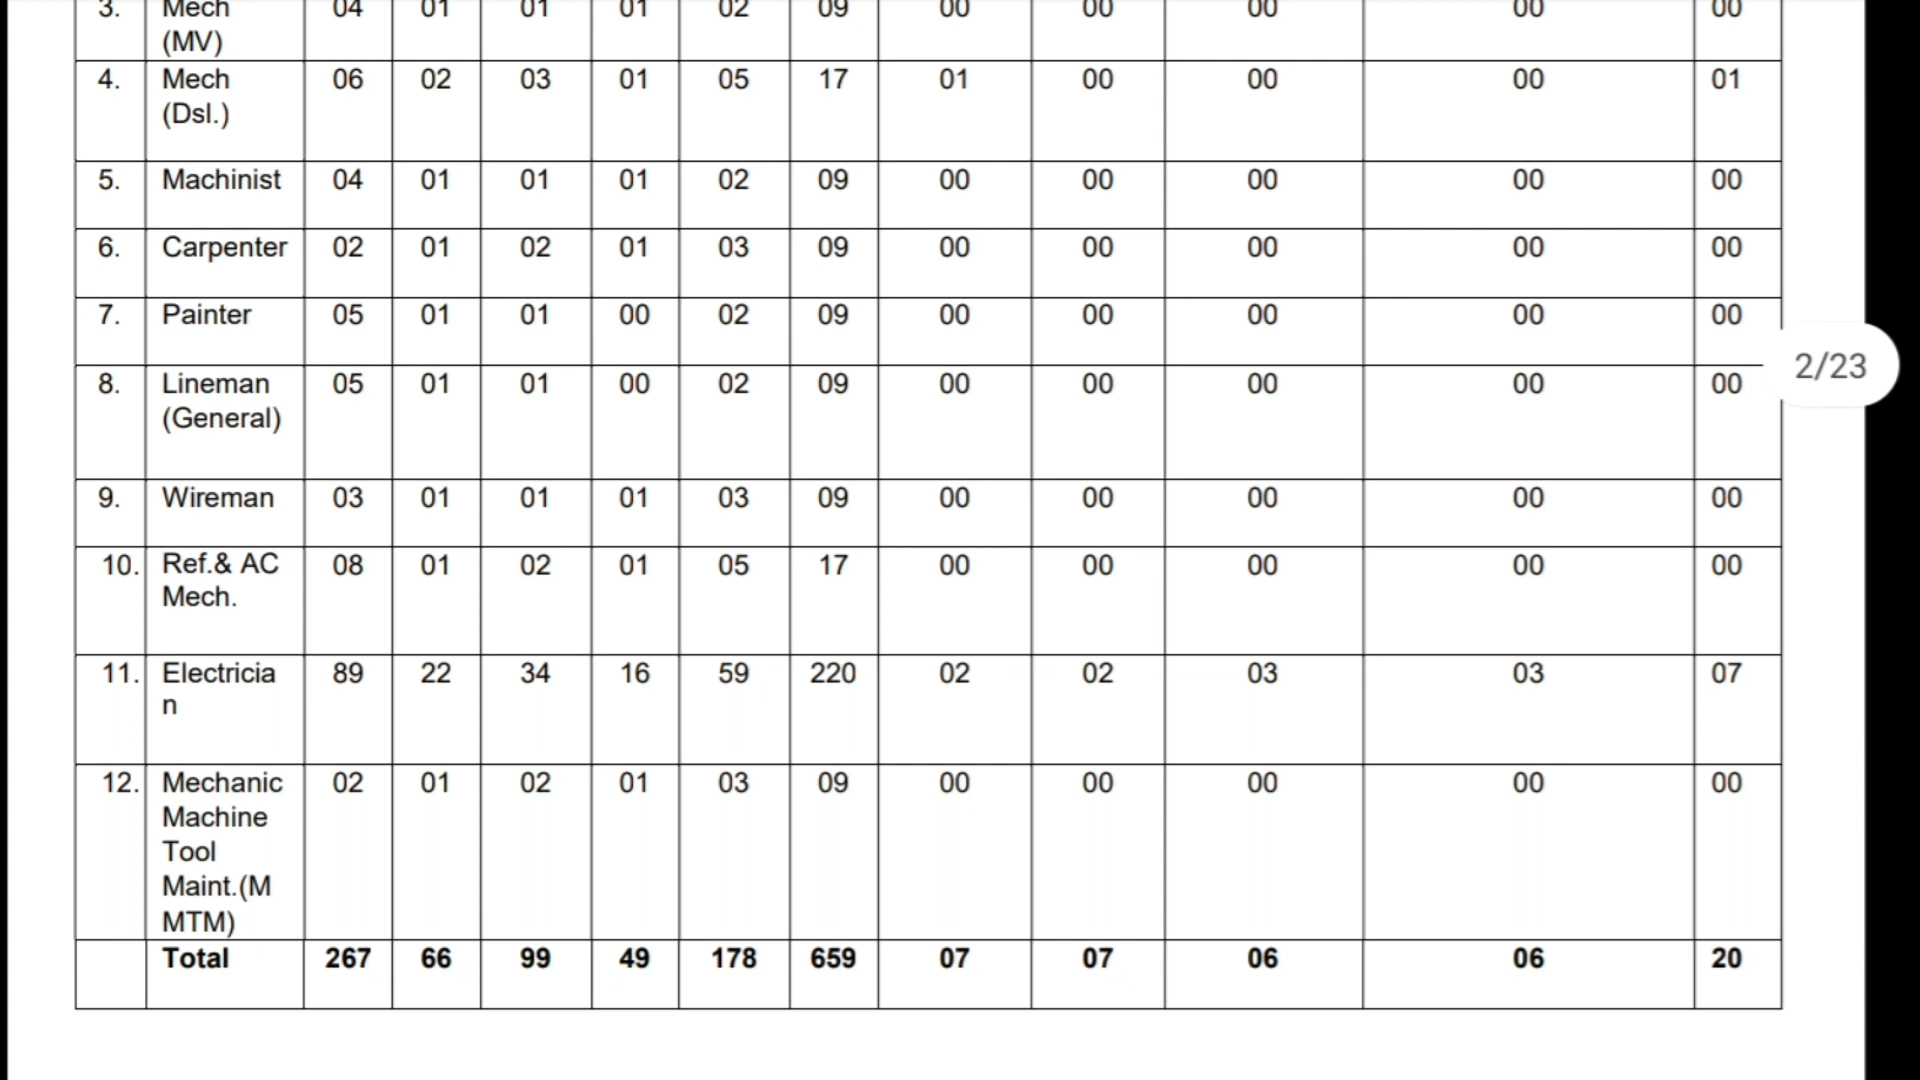 3. Mech 04 01 01 01 02 09 00 00 00 00 00
(MV)
4. Mech 06 02 03 01 05 17 01 00 00 00 01
(Dsl.)
5. Machinist 04 01 01 01 02 09 00 00 00 00 00
6. Carpenter 02 01 02 01 03 09 00 00 00 00 00
7. Painter 05 01 01 00 02 09 00 00 00 00 00
2/23
8. Lineman 05 01 01 00 02 09 00 00 00 00 00
(General)
9. Wireman 03 01 01 01 03 09 00 00 00 00 00
10. Ref.& AC 08 01 02 01 05 17 00 00 00 00 00
Mech.
11. Electricia 89 22 34 16 59 220 02 02 03 03 07
n
12. Mechanic 02 01 02 01 03 09 00 00 00 00 00
Machine
Tool
Maint.(M
MTM)
Total 267 66 99 49 178 659 07 07 06 06 20